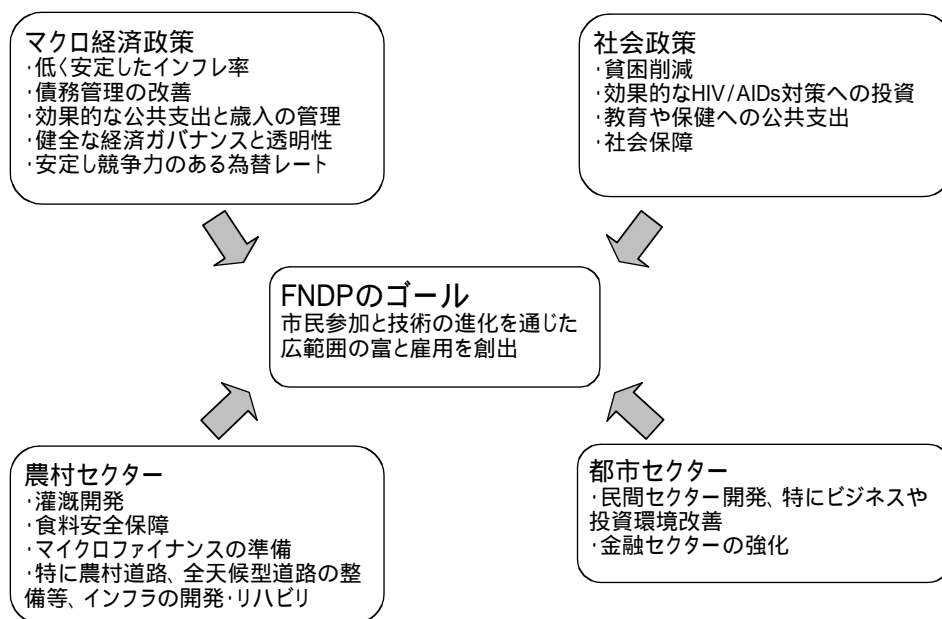 マクロ経済政策
・低く安定したインフレ率
・債務管理の改善
・効果的な公共支出と歳入の管理
・健全な経済ガバナンスと透明性
・安定し競争力のある為替レート
社会政策
・貧困削減
・効果的なHIV/AIDs対策への投資
・教育や保健への公共支出
・社会保障
FNDPのゴール
市民参加と技術の進化を通じた
広範囲の富と雇用を創出
農村セクター
・灌漑開発
・食料安全保障
・マイクロファイナンスの準備
・特に農村道路、全天候型道路の整
備等、インフラの開発・リハビリ
都市セクター
・民間セクター開発、特にビジネスや
投資環境改善
・金融セクターの強化